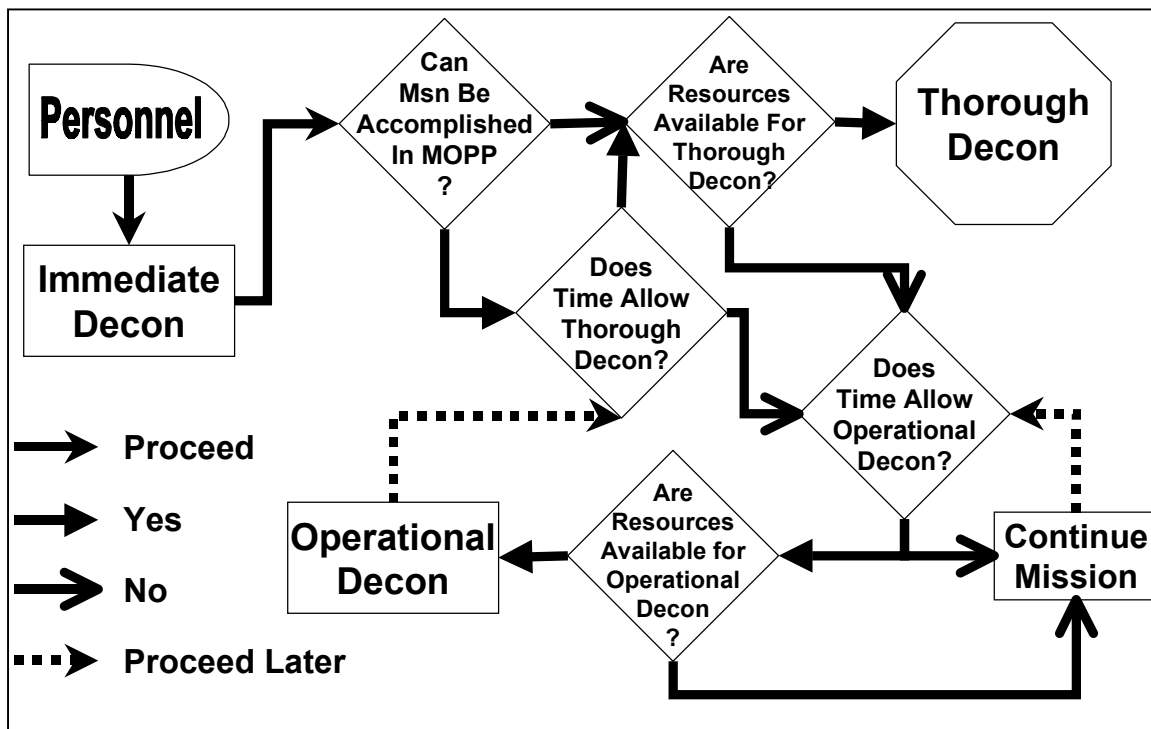 Personnel
Immediate
Decon
Can
Msn Be
Accomplished
In MOPP
?
Are
Resources
Available For
Thorough
Decon?
Thorough
Decon
Does
Time Allow
Thorough
Decon?
Does
Time Allow
Operational
Decon?
Are
Resources
Available for
Operational
Decon
?
Operational
Decon
Continue
Mission
Proceed
Yes
No
Proceed Later